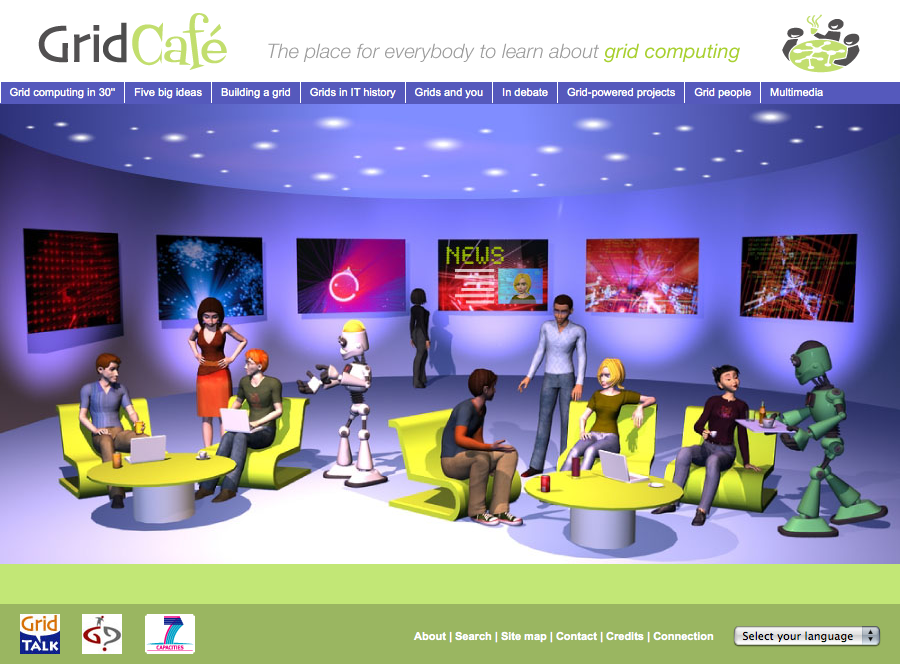 GridCafé
The place for everybody to learn about grid computing
Grid computing in 30" Five big ideas Building a grid Grids in IT history Grids and you In debate Grid-powered projects Grid people Multimedia
NEWS
Grid
TALK
G?
7
CAPACITIES
About | Search | Site map | Contact | Credits | Connection
Select your language